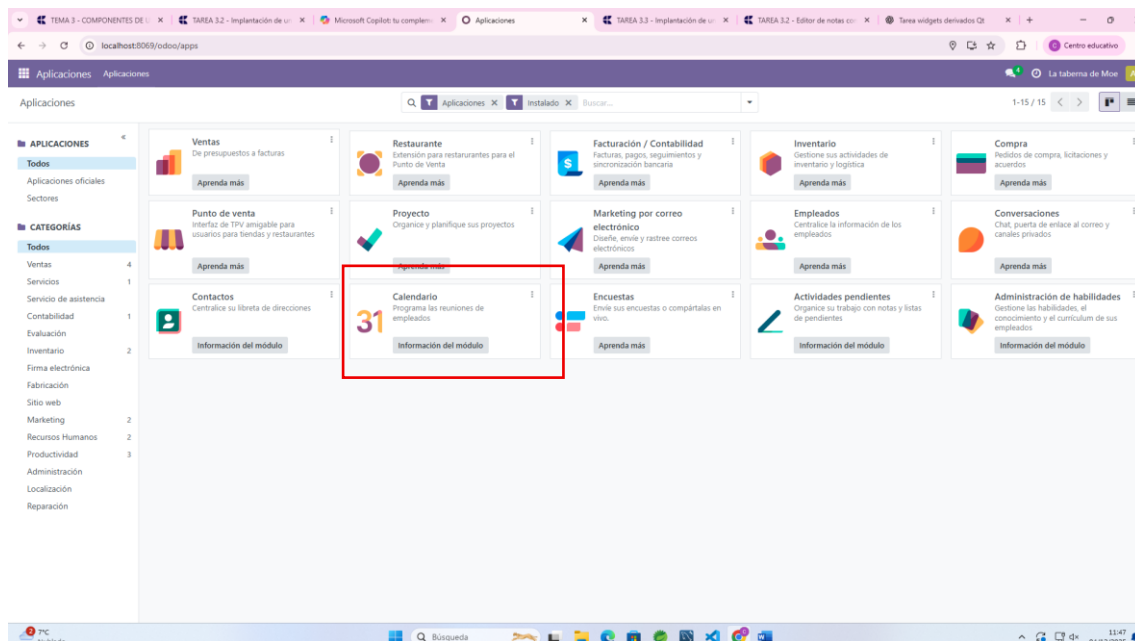 TEMA 3 - COMPONENTES DE U
TAREA 3.2 - Implantación de u
Microsoft Copilot: tu compleme
Aplicaciones
TAREA 3.3 - Implantación de u
TAREA 3.2 - Editor de notas co
Tarea widgets derivados Qt
localhost:8069/odoo/apps
Centro educativo
Aplicaciones Aplicaciones
4
La taberna de Moe
Aplicaciones
Aplicaciones
Instalado
Buscar...
1-15 / 15
APLICACIONES
Todos
Aplicaciones oficiales
Sectores
CATEGORÍAS
Todos
Ventas 4
Servicios 1
Servicio de asistencia
Contabilidad 1
Evaluación
Inventario 2
Firma electrónica
Fabricación
Sitio web
Marketing 2
Recursos Humanos 2
Productividad 3
Administración
Localización
Reparación
Ventas
De presupuestos a facturas
Aprenda más
Restaurante
Extensión para restaurantes para el
Punto de Venta
Aprenda más
Facturación / Contabilidad
Facturas, pagos, seguimientos y
sincronización bancaria
Aprenda más
Inventario
Gestione sus actividades de
inventario y logística
Aprenda más
Compra
Pedidos de compra, licitaciones y
acuerdos
Aprenda más
Punto de venta
Interfaz de TPV amigable para
usuarios para tiendas y restaurantes
Aprenda más
Proyecto
Organice y planifique sus proyectos
Aprenda más
Marketing por correo
electrónico
Diseñe, envíe y rastree correos
electrónicos
Aprenda más
Empleados
Centralice la información de los
empleados
Aprenda más
Conversaciones
Chat, puerta de enlace al correo y
canales privados
Aprenda más
Contactos
Centralice su libreta de direcciones
Información del módulo
31
Calendario
Programa las reuniones de
empleados
Información del módulo
Encuestas
Envíe sus encuestas o compártalas en
vivo.
Aprenda más
Actividades pendientes
Organice su trabajo con notas y listas
de pendientes
Información del módulo
Administración de habilidades
Gestione las habilidades, el
conocimiento y el currículum de sus
empleados
Información del módulo
2
7°C
Búsqueda
11:47